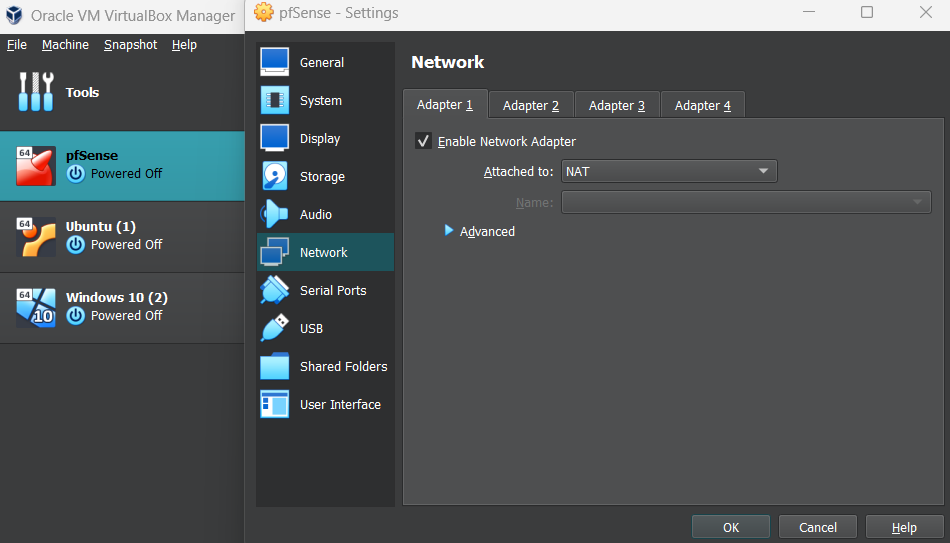 Oracle VM VirtualBox Manager
File Machine Snapshot Help
Tools
64
pfSense
Powered Off
64
Ubuntu (1)
Powered Off
64
10
Windows 10 (2)
Powered Off
pfSense - Settings
General
System
Display
Storage
Audio
Network
Serial Ports
USB
Shared Folders
User Interface
Network
Adapter 1 Adapter 2 Adapter 3 Adapter 4
Enable Network Adapter
Attached to: NAT
Name:
Advanced
OK Cancel Help